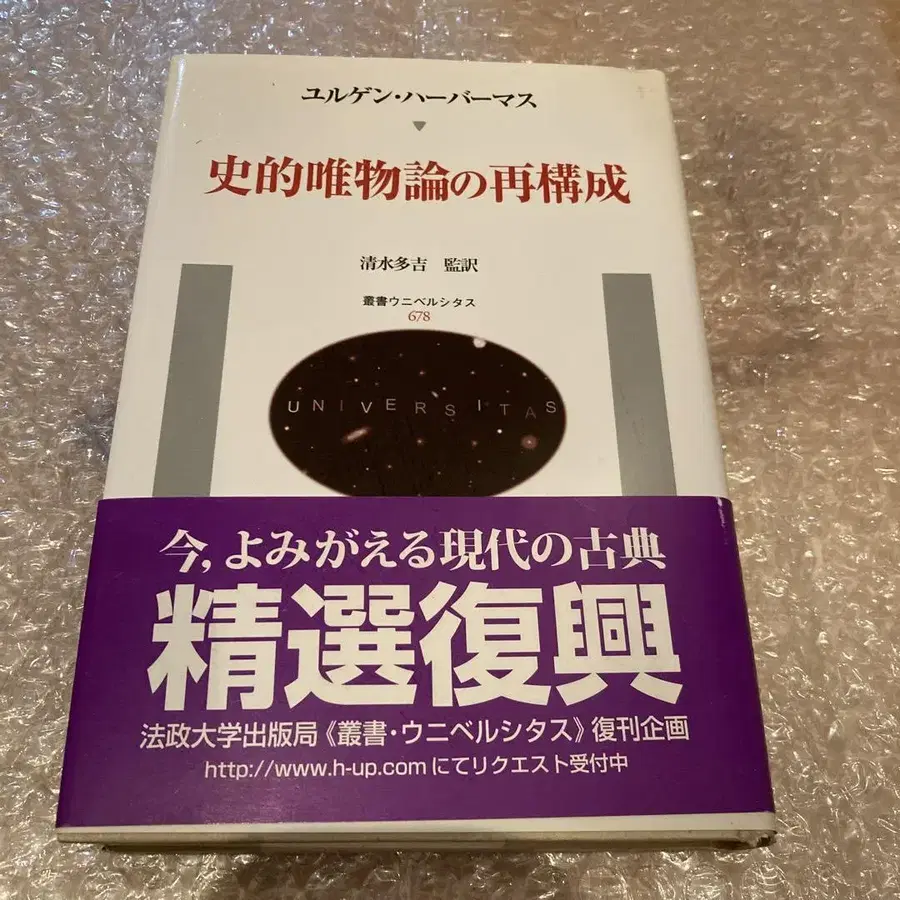 ユルゲン・ハーバーマス
史的唯物論の再構成
清水多吉 監訳
叢書ウニベルシタス
678
UNIVERSITAS
今,よみがえる現代の古典
精選復興
法政大学出版局《叢書・ウニベルシタス》復刊企画
http://www.h-up.comにてリクエスト受付中